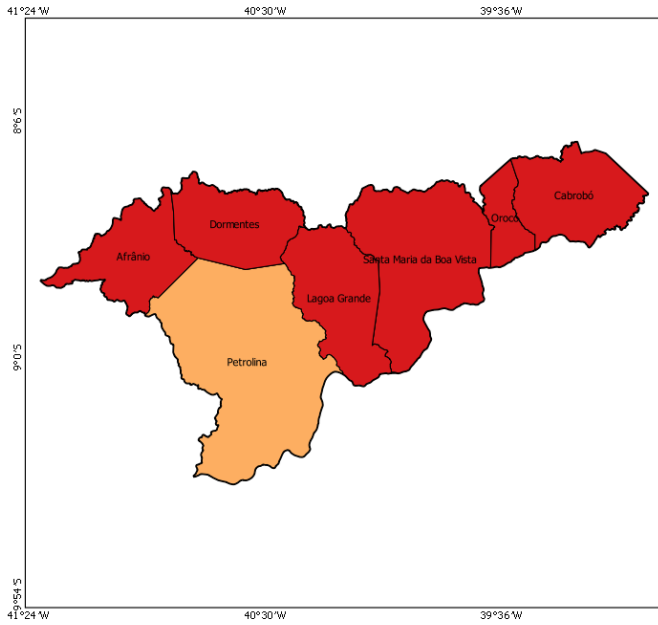 41°24'W 40°30'W 39°36'W
8°6'S
Cabrobó
Orocó
Dormentes
Afrânio
Santa Maria da Boa Vista
Lagoa Grande
9°0'S
Petrolina
9°54'S
41°24'W 40°30'W 39°36'W